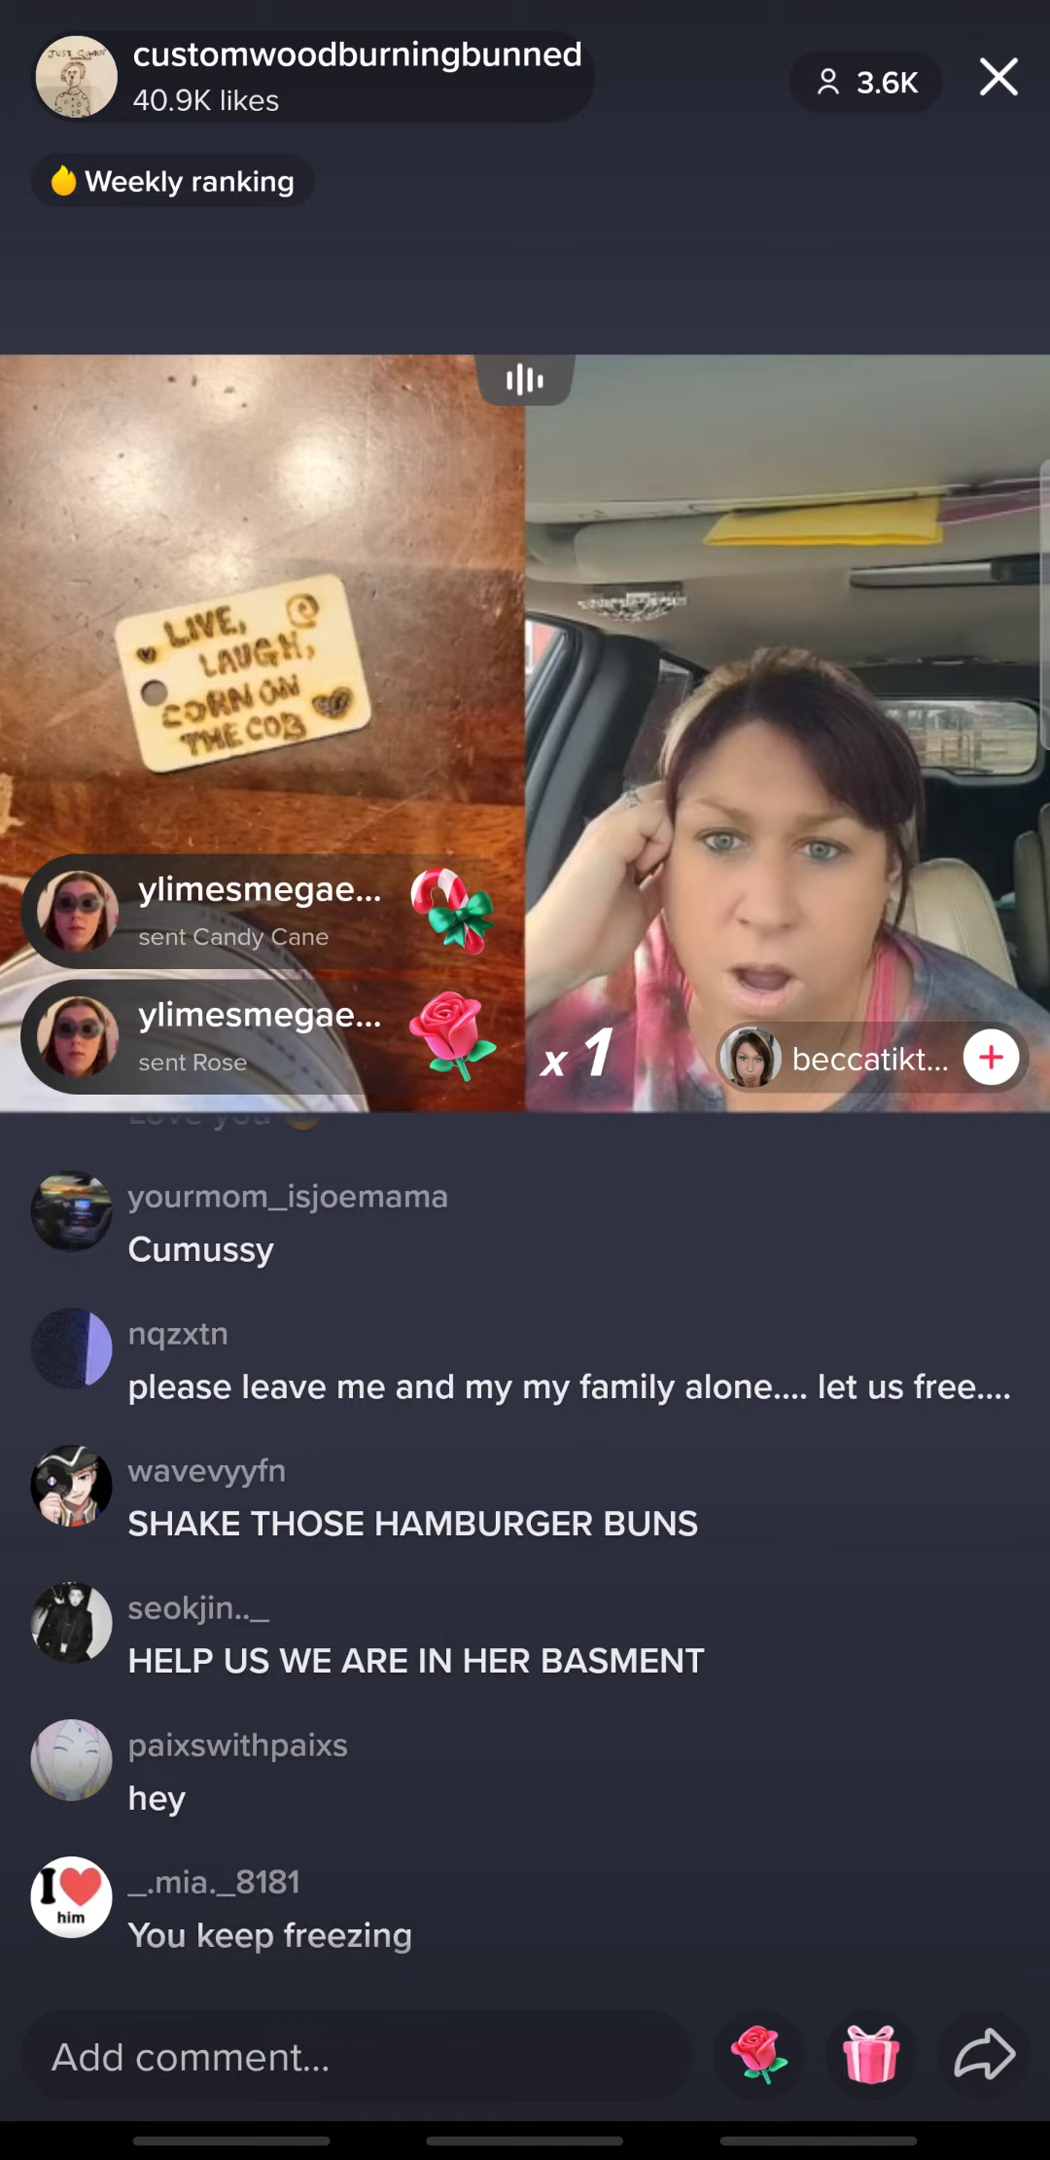 customwoodburningbunned
40.9K likes
3.6K
Weekly ranking
LIVE,
LAUGH,
CORN ON
THE COB
ylimesmegae...
sent Candy Cane
ylimesmegae...
sent Rose
x 1
beccatikt...
Love you
yourmom_isjoemama
Cumussy
nqzxtn
please leave me and my my family alone.... let us free....
wavevyyfn
SHAKE THOSE HAMBURGER BUNS
seokjin.._
HELP US WE ARE IN HER BASMENT
paixswithpaixs
hey
I
him
_.mia._8181
You keep freezing
Add comment...